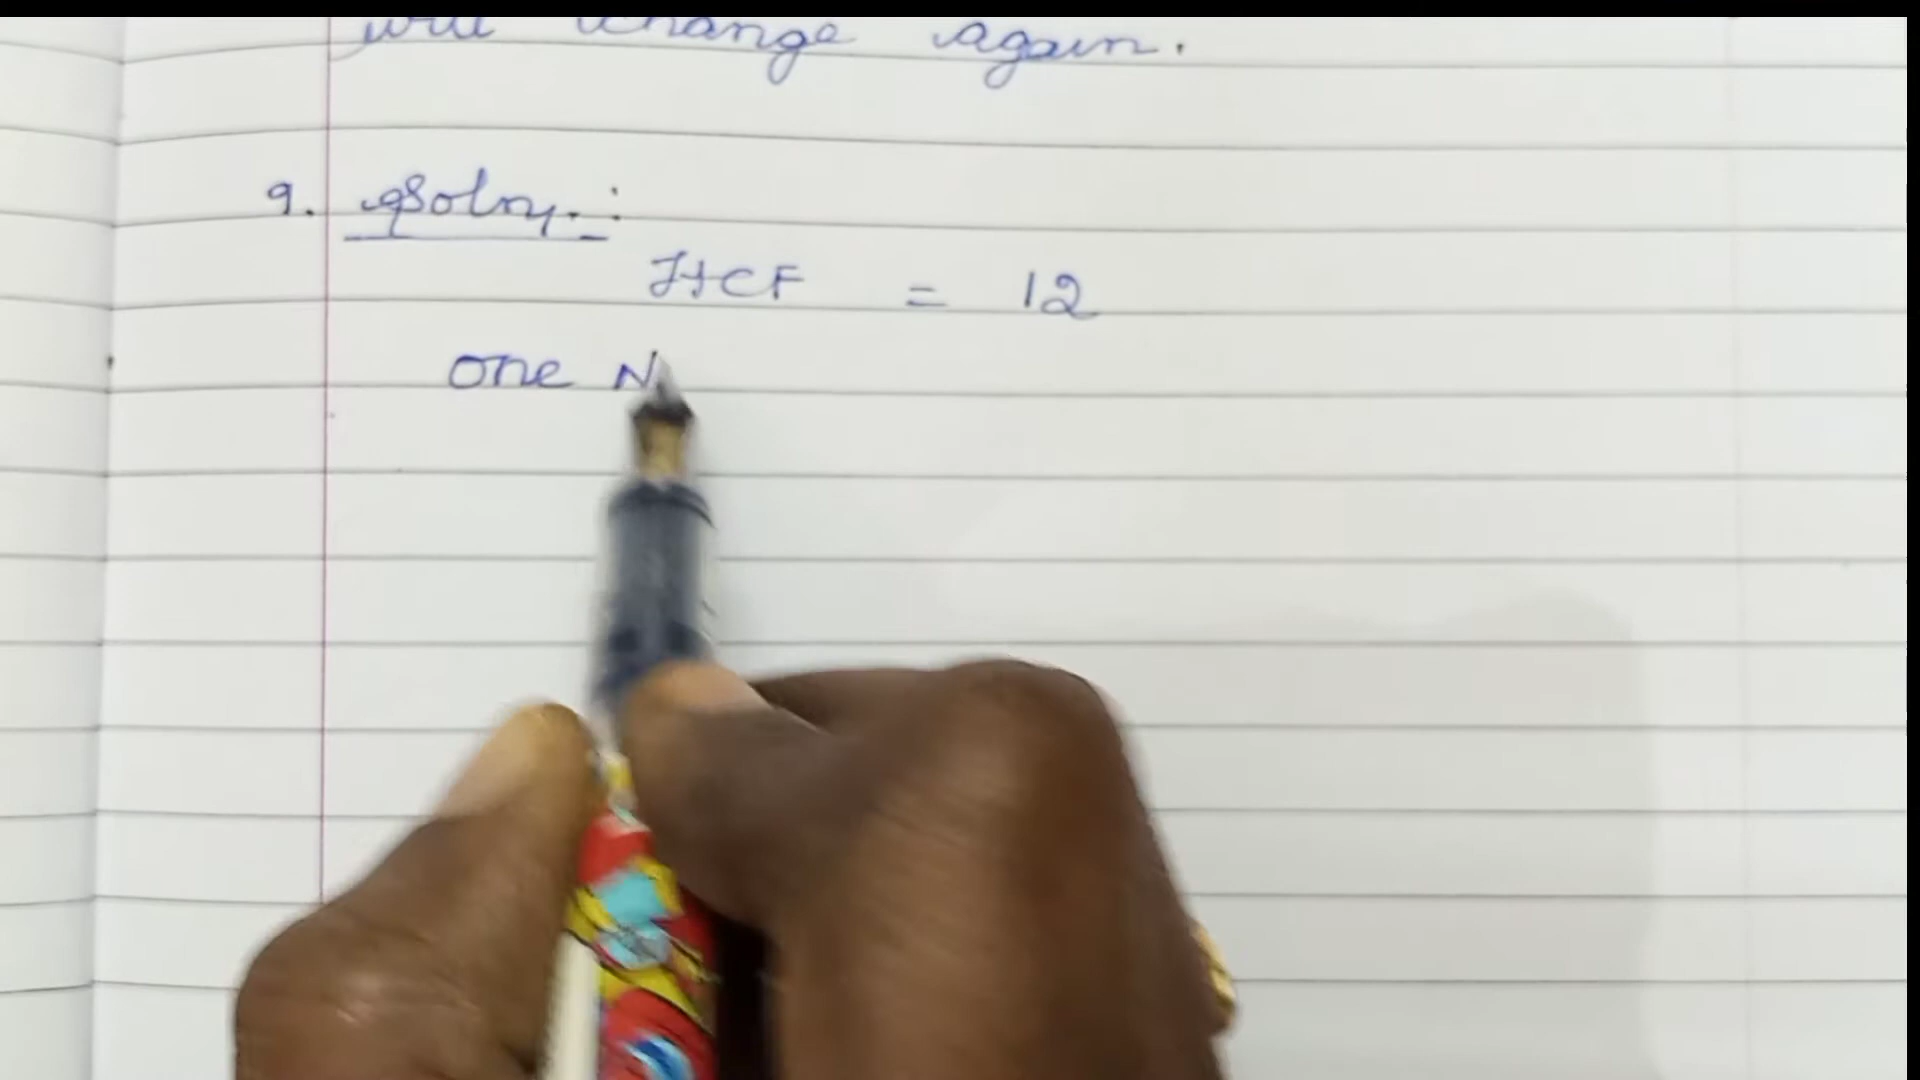 will change again.
9. Soln. :
HCF = 12
one N